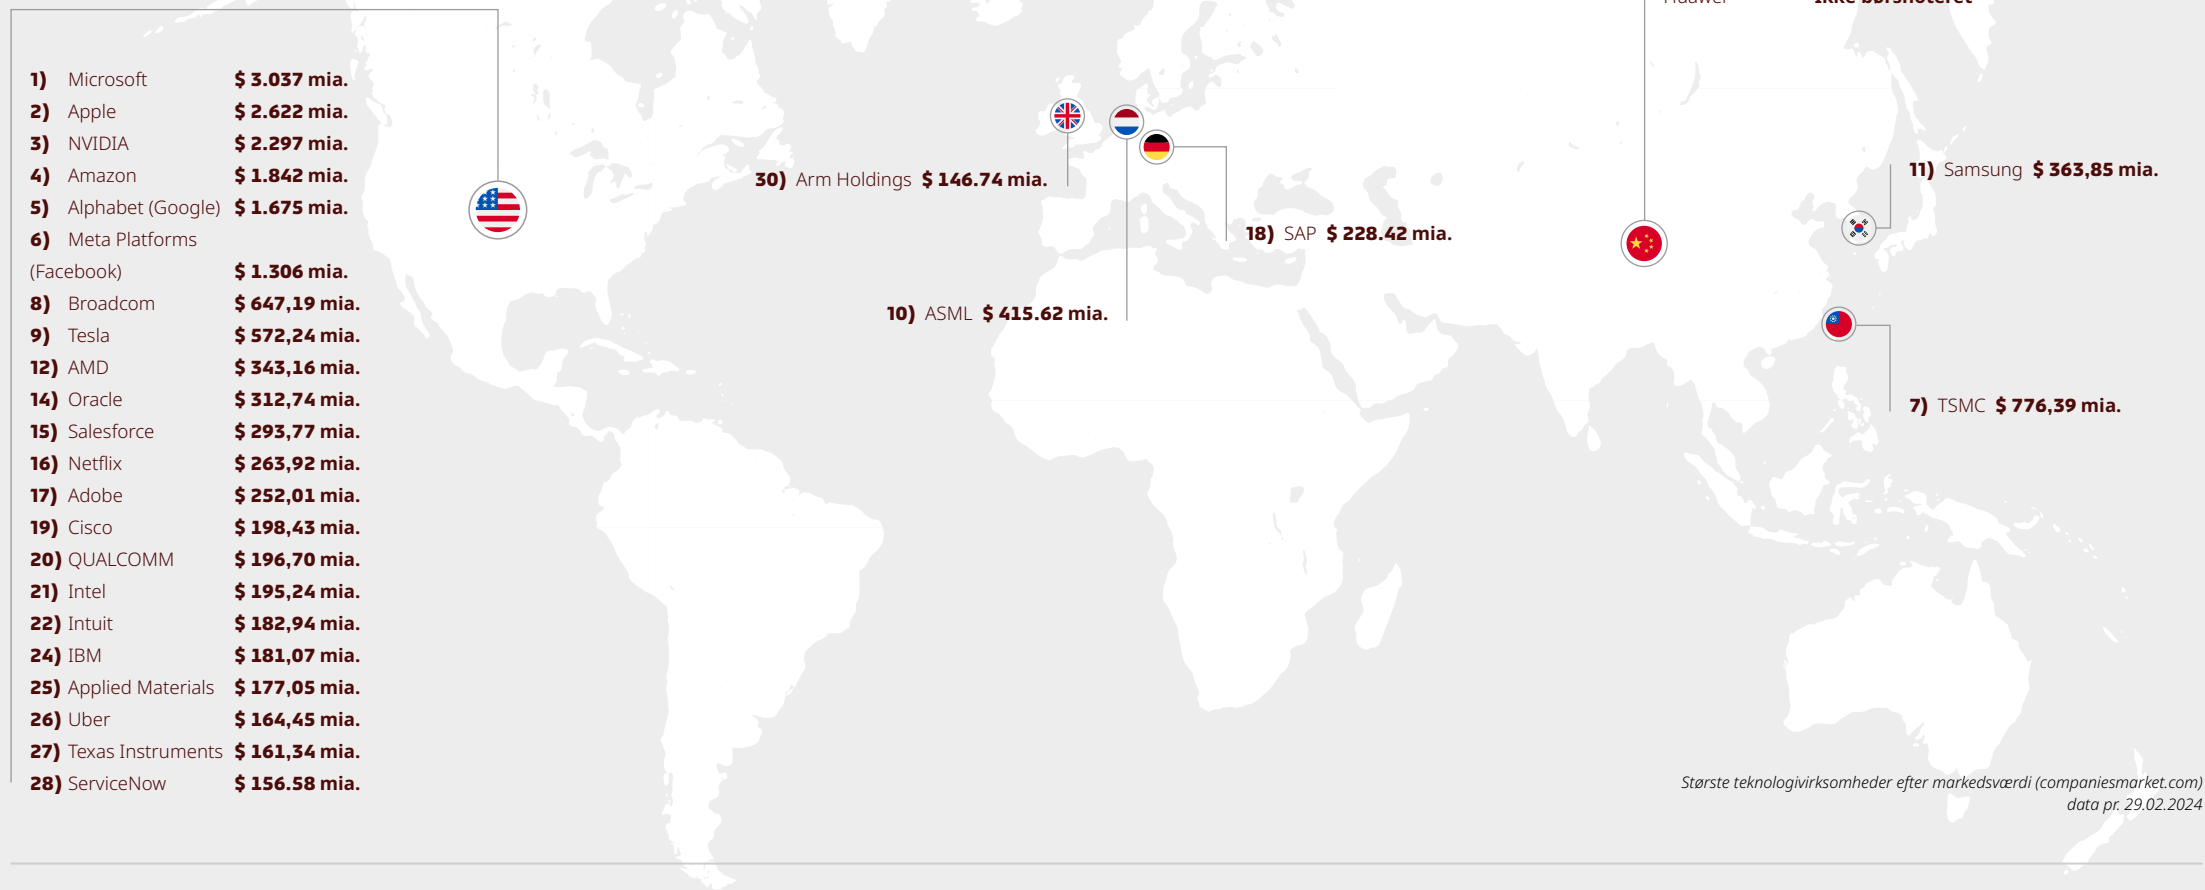 Huawei Ikke børsnoteret
1) Microsoft $ 3.037 mia.
2) Apple $ 2.622 mia.
3) NVIDIA $ 2.297 mia.
4) Amazon $ 1.842 mia.
5) Alphabet (Google) $ 1.675 mia.
6) Meta Platforms
(Facebook) $ 1.306 mia.
8) Broadcom $ 647,19 mia.
9) Tesla $ 572,24 mia.
12) AMD $ 343,16 mia.
14) Oracle $ 312,74 mia.
15) Salesforce $ 293,77 mia.
16) Netflix $ 263,92 mia.
17) Adobe $ 252,01 mia.
19) Cisco $ 198,43 mia.
20) QUALCOMM $ 196,70 mia.
21) Intel $ 195,24 mia.
22) Intuit $ 182,94 mia.
24) IBM $ 181,07 mia.
25) Applied Materials $ 177,05 mia.
26) Uber $ 164,45 mia.
27) Texas Instruments $ 161,34 mia.
28) ServiceNow $ 156.58 mia.
30) Arm Holdings $ 146.74 mia.
18) SAP $ 228.42 mia.
10) ASML $ 415.62 mia.
11) Samsung $ 363,85 mia.
7) TSMC $ 776,39 mia.
Største teknologivirksomheder efter markedsværdi (companiesmarket.com)
data pr. 29.02.2024